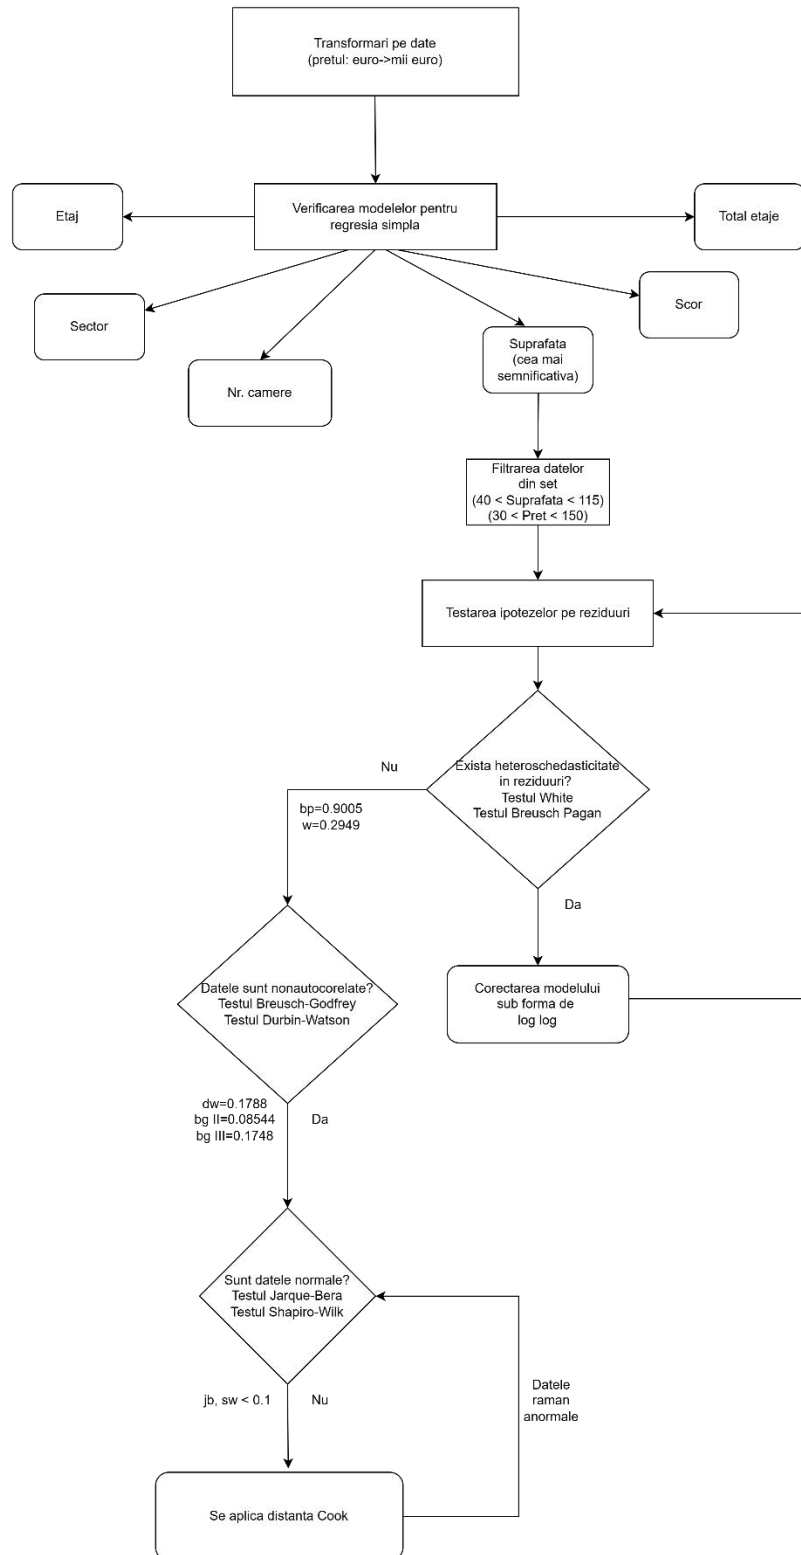 Transformari pe date
(pretul: euro->mii euro)
Etaj
Verificarea modelelor pentru
regresia simpla
Total etaje
Sector
Nr. camere
Suprafata
(cea mai
semnificativa)
Scor
Filtrarea datelor
din set
(40 < Suprafata < 115)
(30 < Pret < 150)
Testarea ipotezelor pe reziduuri
Exista heteroschedasticitate
in reziduuri?
Testul White
Testul Breusch Pagan
Nu
bp=0.9005
w=0.2949
Da
Corectarea modelului
sub forma de
log log
Datele sunt nonautocorelate?
Testul Breusch-Godfrey
Testul Durbin-Watson
dw=0.1788
bg II=0.08544
bg III=0.1748
Da
Sunt datele normale?
Testul Jarque-Bera
Testul Shapiro-Wilk
jb, sw < 0.1
Nu
Datele
raman
anormale
Se aplica distanta Cook